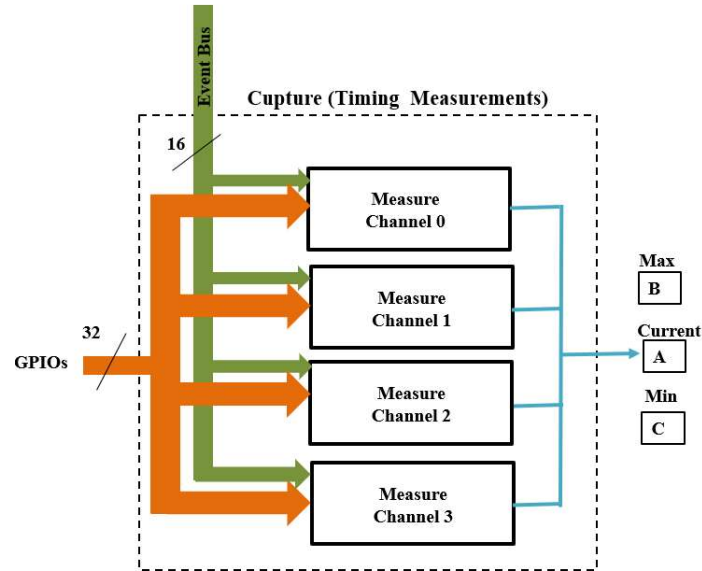 Event Bus
Cupture (Timing Measurements)
16
Measure
Channel 0
Max
B
Measure
Channel 1
32
Current
GPIOs
A
Measure
Channel 2
Min
C
Measure
Channel 3